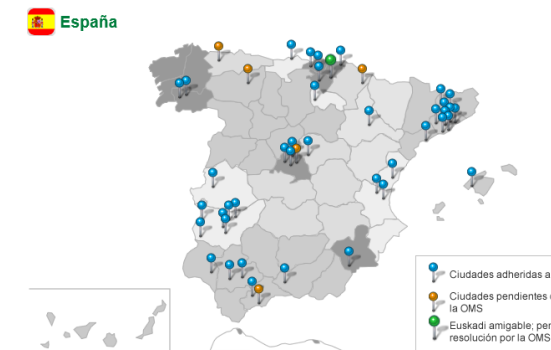 España
Ciudades adheridas a
Ciudades pendientes
la OMS
Euskadi amigable; per
resolución por la OMS